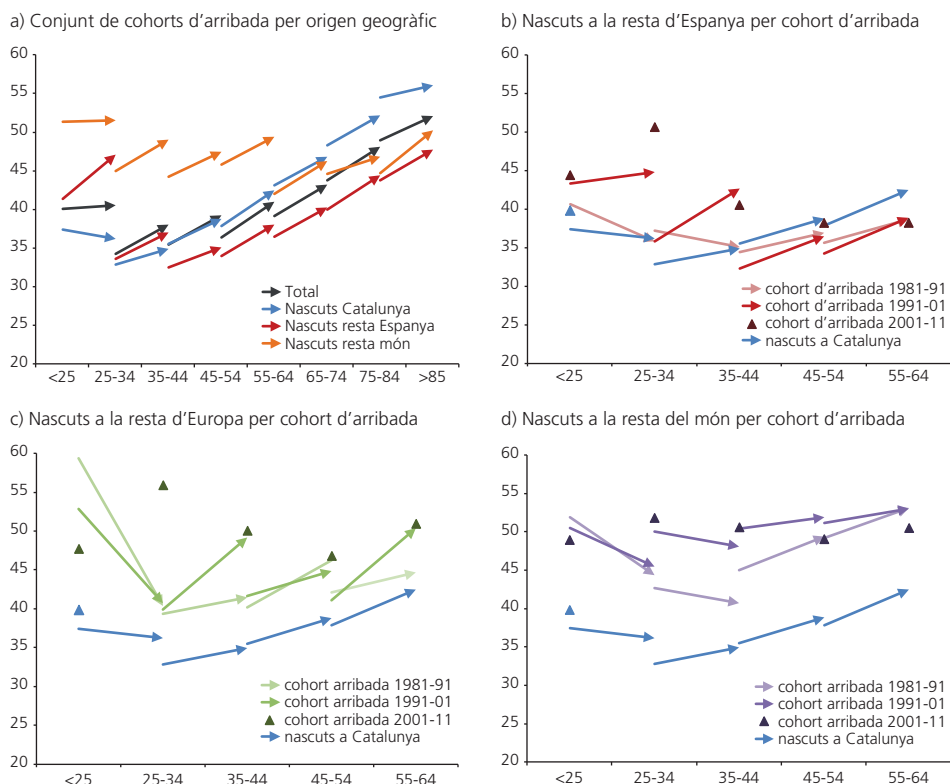 a) Conjunt de cohorts d’arribada per origen geogràfic
60
55
50
45
40
35
30
25
20
<25 25-34 35-44 45-54 55-64 65-74 75-84 >85
Total
Nascuts Catalunya
Nascuts resta Espanya
Nascuts resta món
b) Nascuts a la resta d’Espanya per cohort d’arribada
60
55
50
45
40
35
30
25
20
<25 25-34 35-44 45-54 55-64
cohort d’arribada 1981-91
cohort d’arribada 1991-01
cohort d’arribada 2001-11
nascuts a Catalunya
c) Nascuts a la resta d’Europa per cohort d’arribada
60
55
50
45
40
35
30
25
20
<25 25-34 35-44 45-54 55-64
cohort arribada 1981-91
cohort arribada 1991-01
cohort arribada 2001-11
nascuts a Catalunya
d) Nascuts a la resta del món per cohort d’arribada
60
55
50
45
40
35
30
25
20
<25 25-34 35-44 45-54 55-64
cohort arribada 1981-91
cohort arribada 1991-01
cohort arribada 2001-11
nascuts a Catalunya